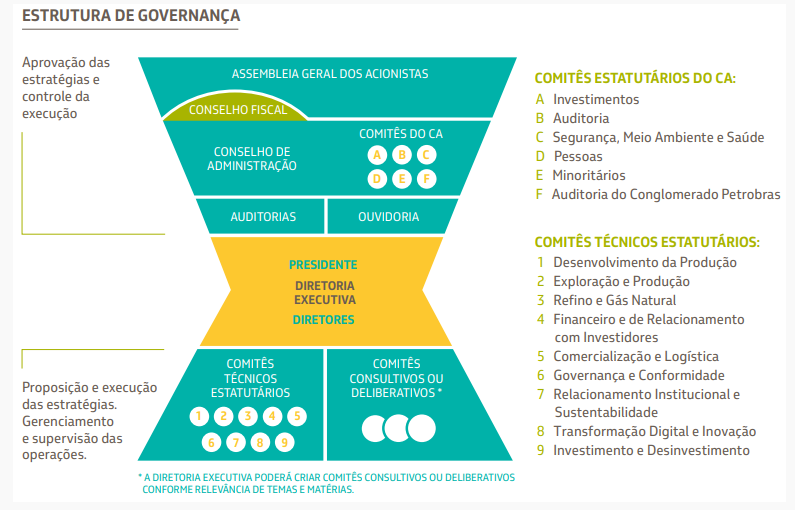 ESTRUTURA DE GOVERNANÇA
Aprovação das
estratégias e
controle da
execução
ASSEMBLEIA GERAL DOS ACIONISTAS
CONSELHO FISCAL
CONSELHO DE
ADMINISTRAÇÃO
COMITÊS DO CA
A B C
D E F
AUDITORIAS
OUVIDORIA
PRESIDENTE
DIRETORIA
EXECUTIVA
DIRETORES
Proposição e execução
das estratégias.
Gerenciamento
e supervisão das
operações.
COMITÊS
TÉCNICOS
ESTATUTÁRIOS
1 2 3 4 5
6 7 8 9
COMITÊS
CONSULTIVOS OU
DELIBERATIVOS *
* A DIRETORIA EXECUTIVA PODERÁ CRIAR COMITÊS CONSULTIVOS OU DELIBERATIVOS
CONFORME RELEVÂNCIA DE TEMAS E MATÉRIAS.
COMITÊS ESTATUTÁRIOS DO CA:
A Investimentos
B Auditoria
C Segurança, Meio Ambiente e Saúde
D Pessoas
E Minoritários
F Auditoria do Conglomerado Petrobras
COMITÊS TÉCNICOS ESTATUTÁRIOS:
1 Desenvolvimento da Produção
2 Exploração e Produção
3 Refino e Gás Natural
4 Financeiro e de Relacionamento
com Investidores
5 Comercialização e Logística
6 Governança e Conformidade
7 Relacionamento Institucional e
Sustentabilidade
8 Transformação Digital e Inovação
9 Investimento e Desinvestimento